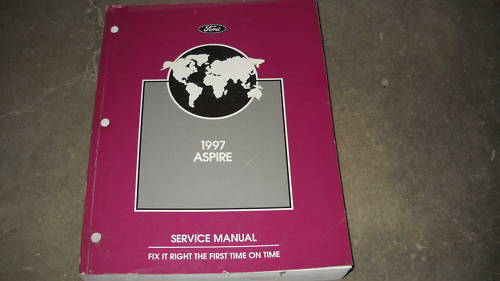 Ford
1997
ASPIRE
SERVICE MANUAL
FIX IT RIGHT THE FIRST TIME ON TIME